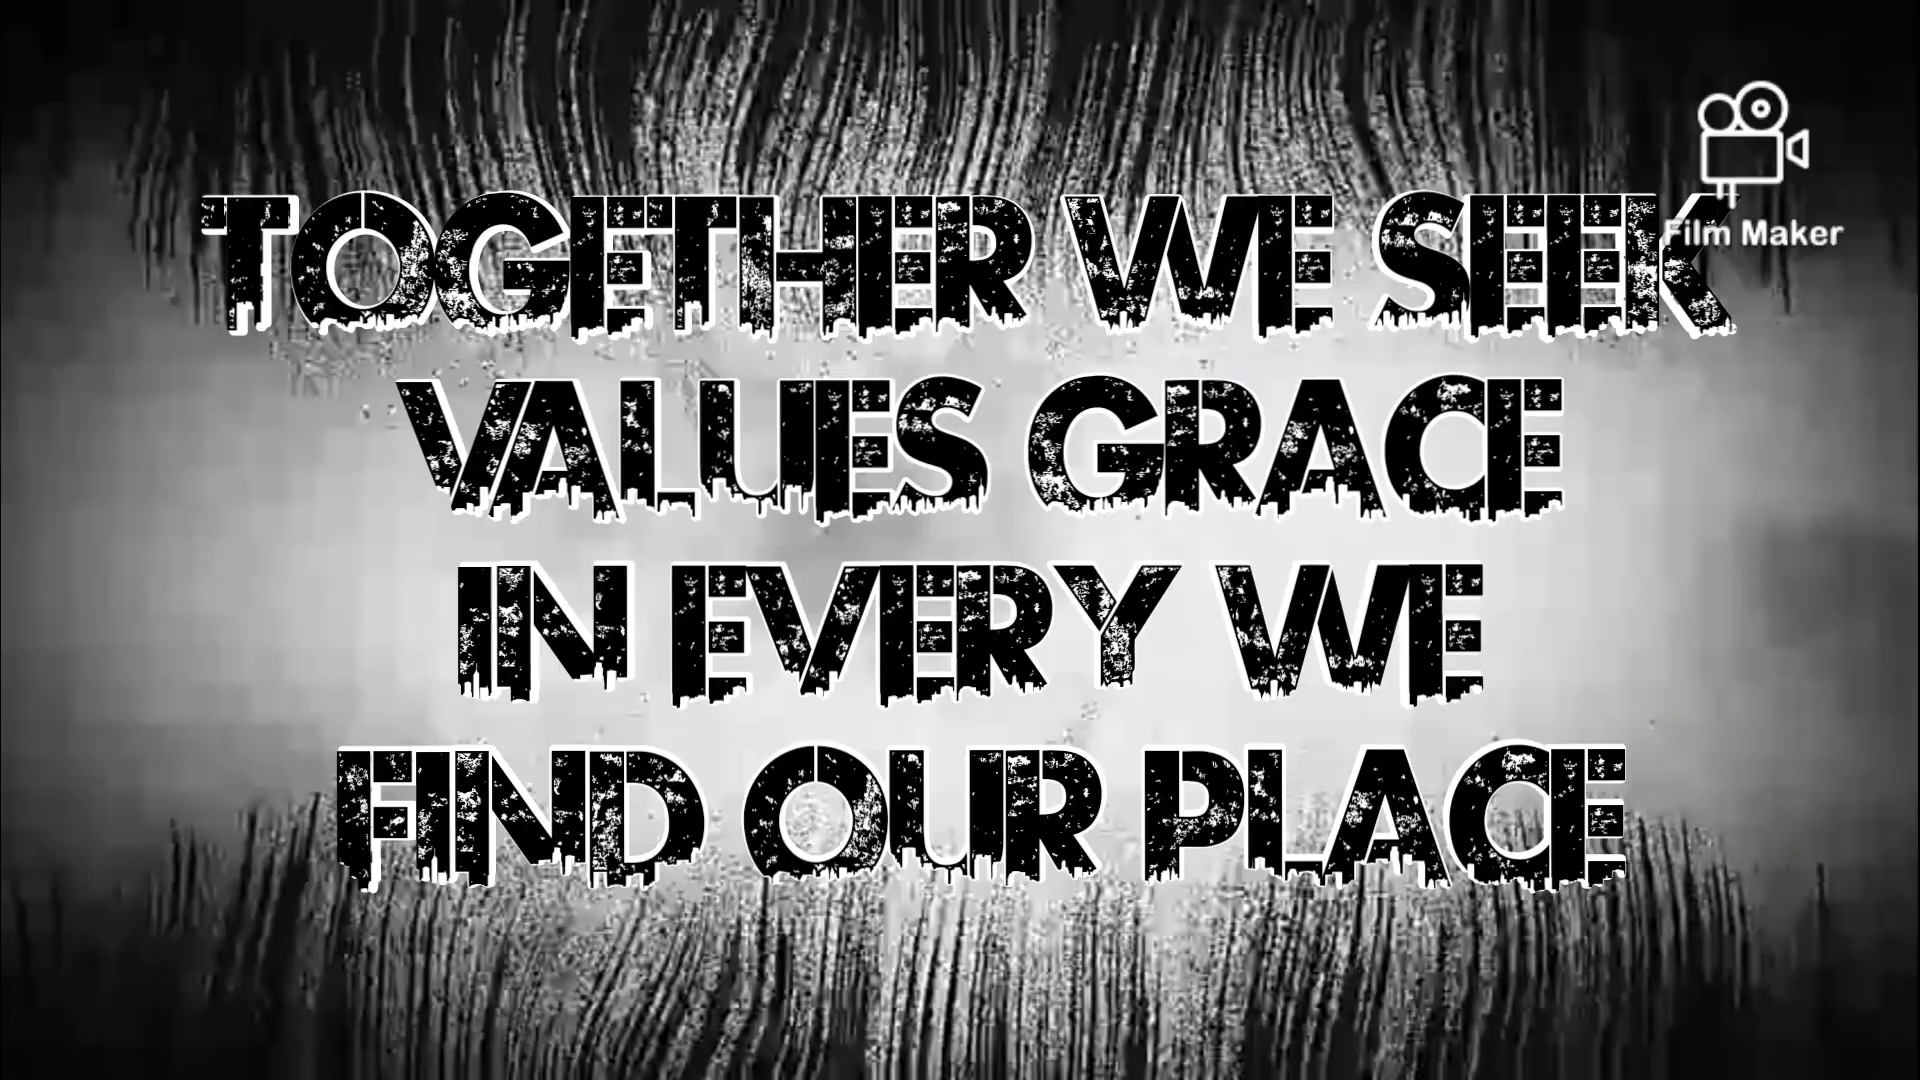 TOGETHER WE SEEK
Film Maker
VALUES GRACE
IN EVERY WE
FIND OUR PLACE